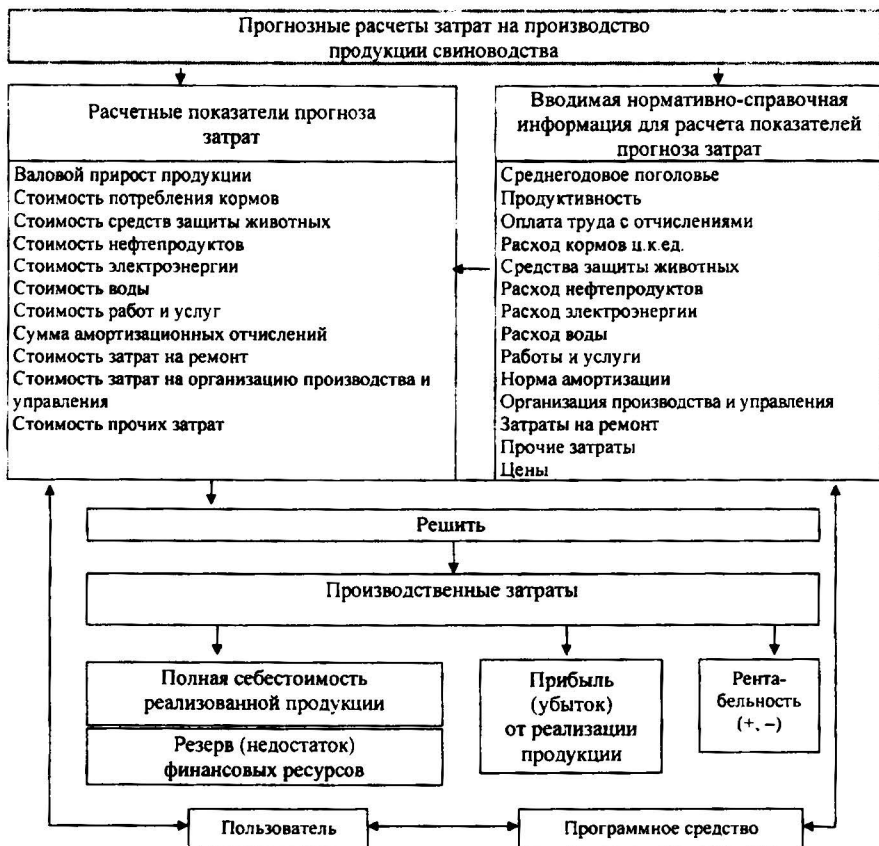 Прогнозные расчеты затрат на производство
продукции свиноводства
Расчетные показатели прогноза
затрат
Валовой прирост продукции
Стоимость потребления кормов
Стоимость средств защиты животных
Стоимость нефтепродуктов
Стоимость электроэнергии
Стоимость воды
Стоимость работ и услуг
Сумма амортизационных отчислений
Стоимость затрат на ремонт
Стоимость затрат на организацию производства и
управления
Стоимость прочих затрат
Вводимая нормативно-справочная
информация для расчета показателей
прогноза затрат
Среднегодовое поголовье
Продуктивность
Оплата труда с отчислениями
Расход кормов ц.к.ед.
Средства защиты животных
Расход нефтепродуктов
Расход электроэнергии
Расход воды
Работы и услуги
Норма амортизации
Организация производства и управления
Затраты на ремонт
Прочие затраты
Цены
Решить
Производственные затраты
Полная себестоимость
реализованной продукции
Резерв (недостаток)
финансовых ресурсов
Прибыль
(убыток)
от реализации
продукции
Рента-
бельность
(+, –)
Пользователь
Программное средство